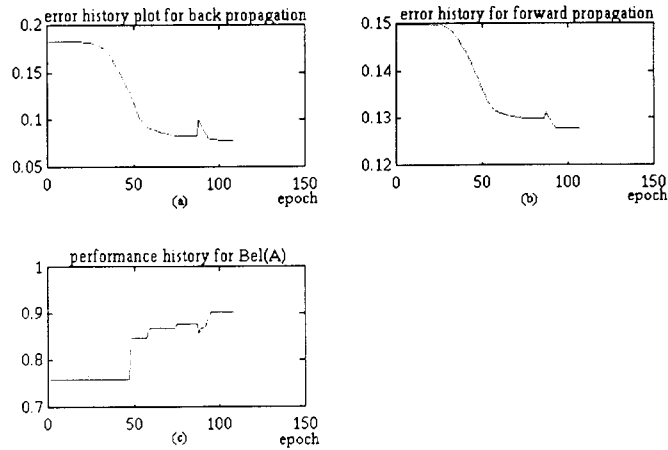 error history plot for back propagation
0.2
0.15
0.1
0.05
0
50
100
150
epoch
(a)
error history for forward propagation
0.15
0.14
0.13
0.12
0
50
100
150
epoch
(b)
performance history for Bel(A)
1
0.9
0.8
0.7
0
50
100
150
epoch
(c)